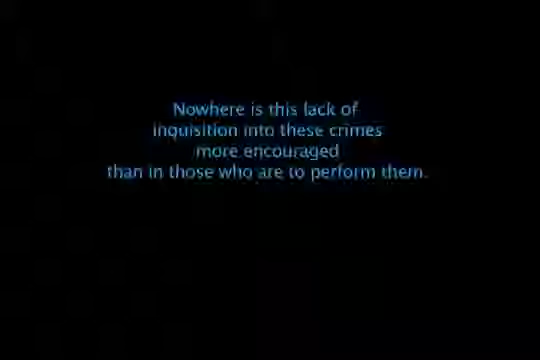 Nowhere is this lack of
inquisition into these crimes
more encouraged
than in those who are to perform them.